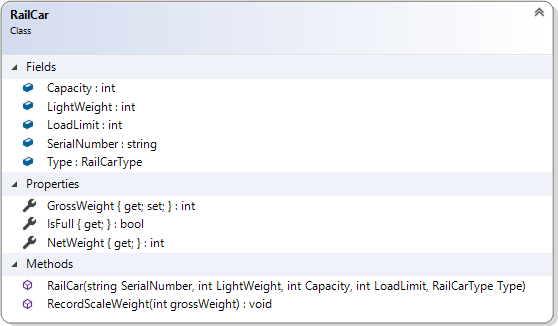 RailCar
Class
Fields
Capacity : int
LightWeight : int
LoadLimit : int
SerialNumber : string
Type : RailCarType
Properties
GrossWeight { get; set; } : int
IsFull { get; } : bool
NetWeight { get; } : int
Methods
RailCar(string SerialNumber, int LightWeight, int Capacity, int LoadLimit, RailCarType Type)
RecordScaleWeight(int grossWeight) : void